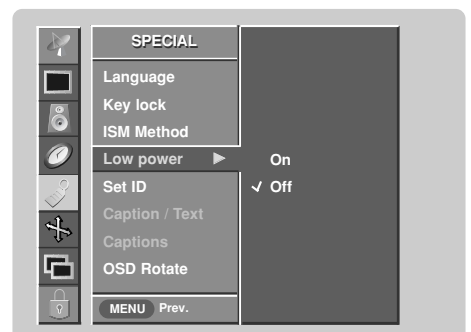 SPECIAL
Language
Key lock
ISM Method
Low power ▶ On
Set ID ✓ Off
Caption / Text
Captions
OSD Rotate
MENU Prev.